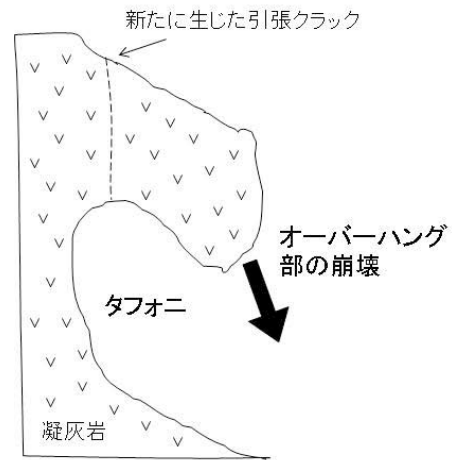 新たに生じた引張クラック
オーバーハング
部の崩壊
タフォニ
凝灰岩